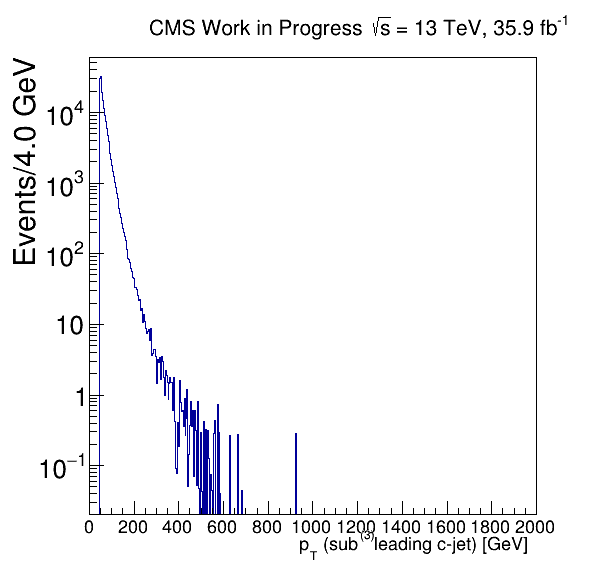 CMS Work in Progress √s = 13 TeV, 35.9 fb⁻¹
Events/4.0 GeV
10⁴
10³
10²
10
1
10⁻¹
0 200 400 600 800 1000 1200 1400 1600 1800 2000
p_T (sub⁽³⁾leading c-jet) [GeV]